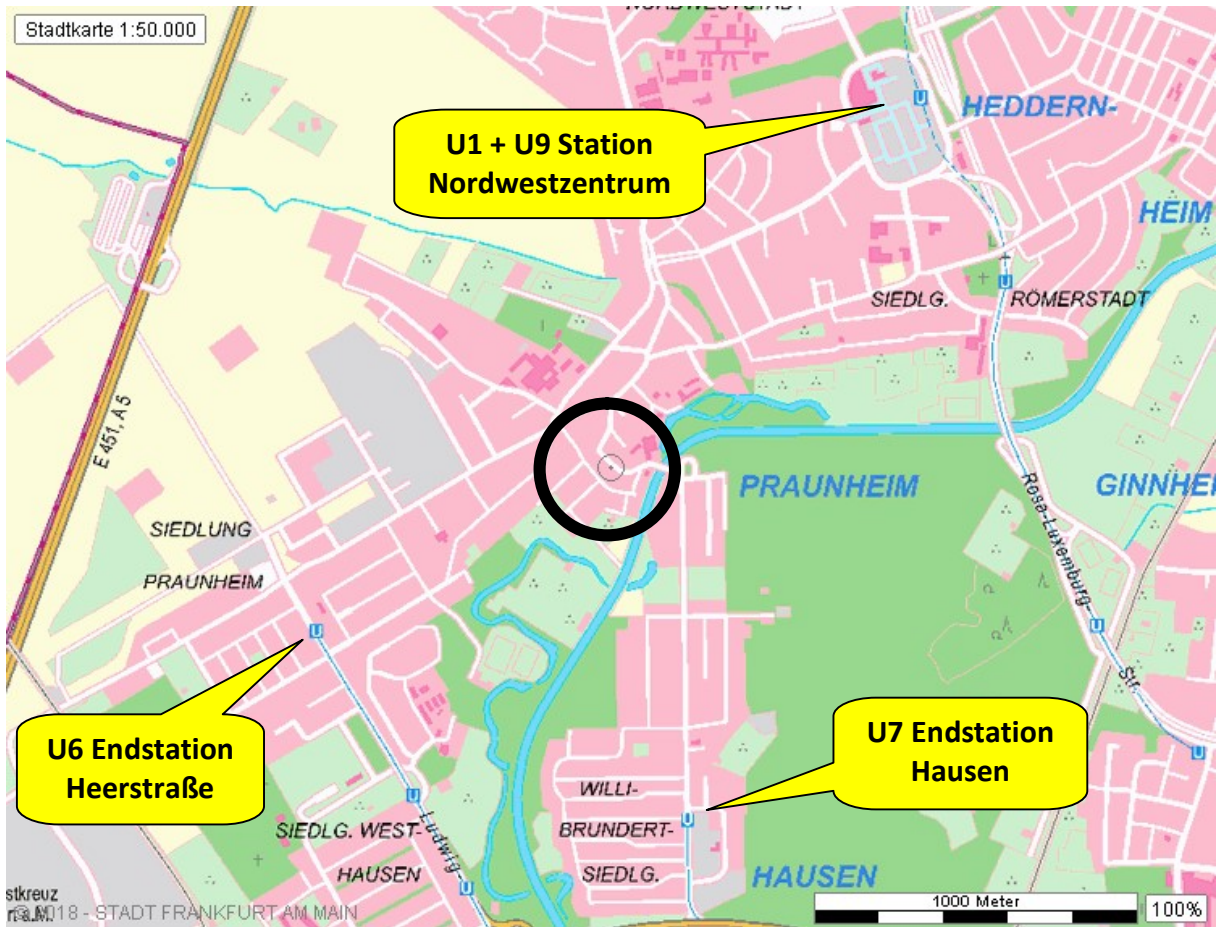 NORDWESTSTADT
Stadtkarte 1:50.000
U
HEDDERN-
U1 + U9 Station
Nordwestzentrum
HEIM
U
SIEDLG. RÖMERSTADT
E 451, A 5
PRAUNHEIM
GINNHEI
SIEDLUNG
PRAUNHEIM
Rosa-Luxemburg-
Str.
U
U
U
U6 Endstation
Heerstraße
U7 Endstation
Hausen
U
WILLI-
BRUNDERT-
SIEDLG.
U
SIEDLG. WEST-
HAUSEN
Ludwig-
U
HAUSEN
stkreuz
© 2018 - STADT FRANKFURT AM MAIN
1000 Meter
100%